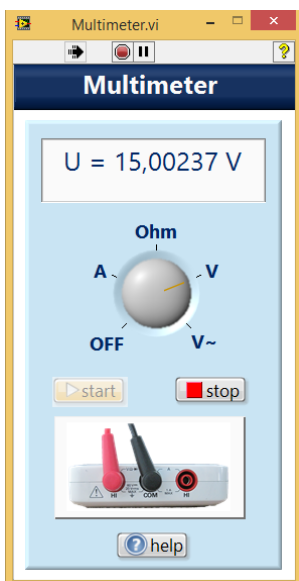 Multimeter.vi
Multimeter
U = 15,00237 V
Ohm
A
V
OFF
V~
start
stop
HI
COM
HI
help